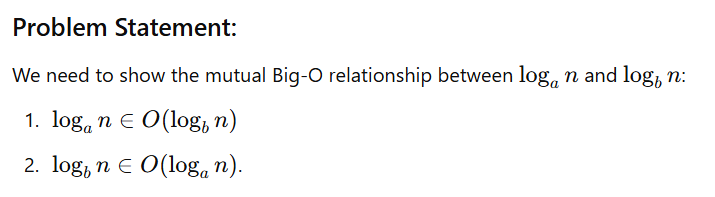 Problem Statement:
We need to show the mutual Big-O relationship between logₐ n and log_b n:
1. logₐ n ∈ O(log_b n)
2. log_b n ∈ O(logₐ n).